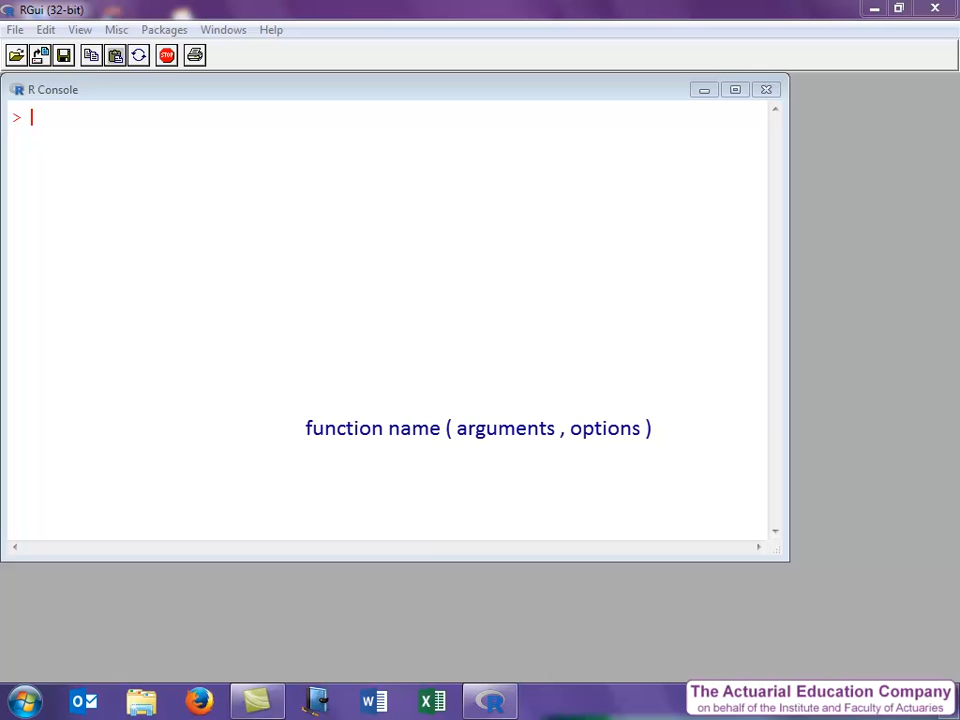 RGui (32-bit)
File Edit View Misc Packages Windows Help
STOP
R Console
>
function name ( arguments , options )
The Actuarial Education Company
on behalf of the Institute and Faculty of Actuaries